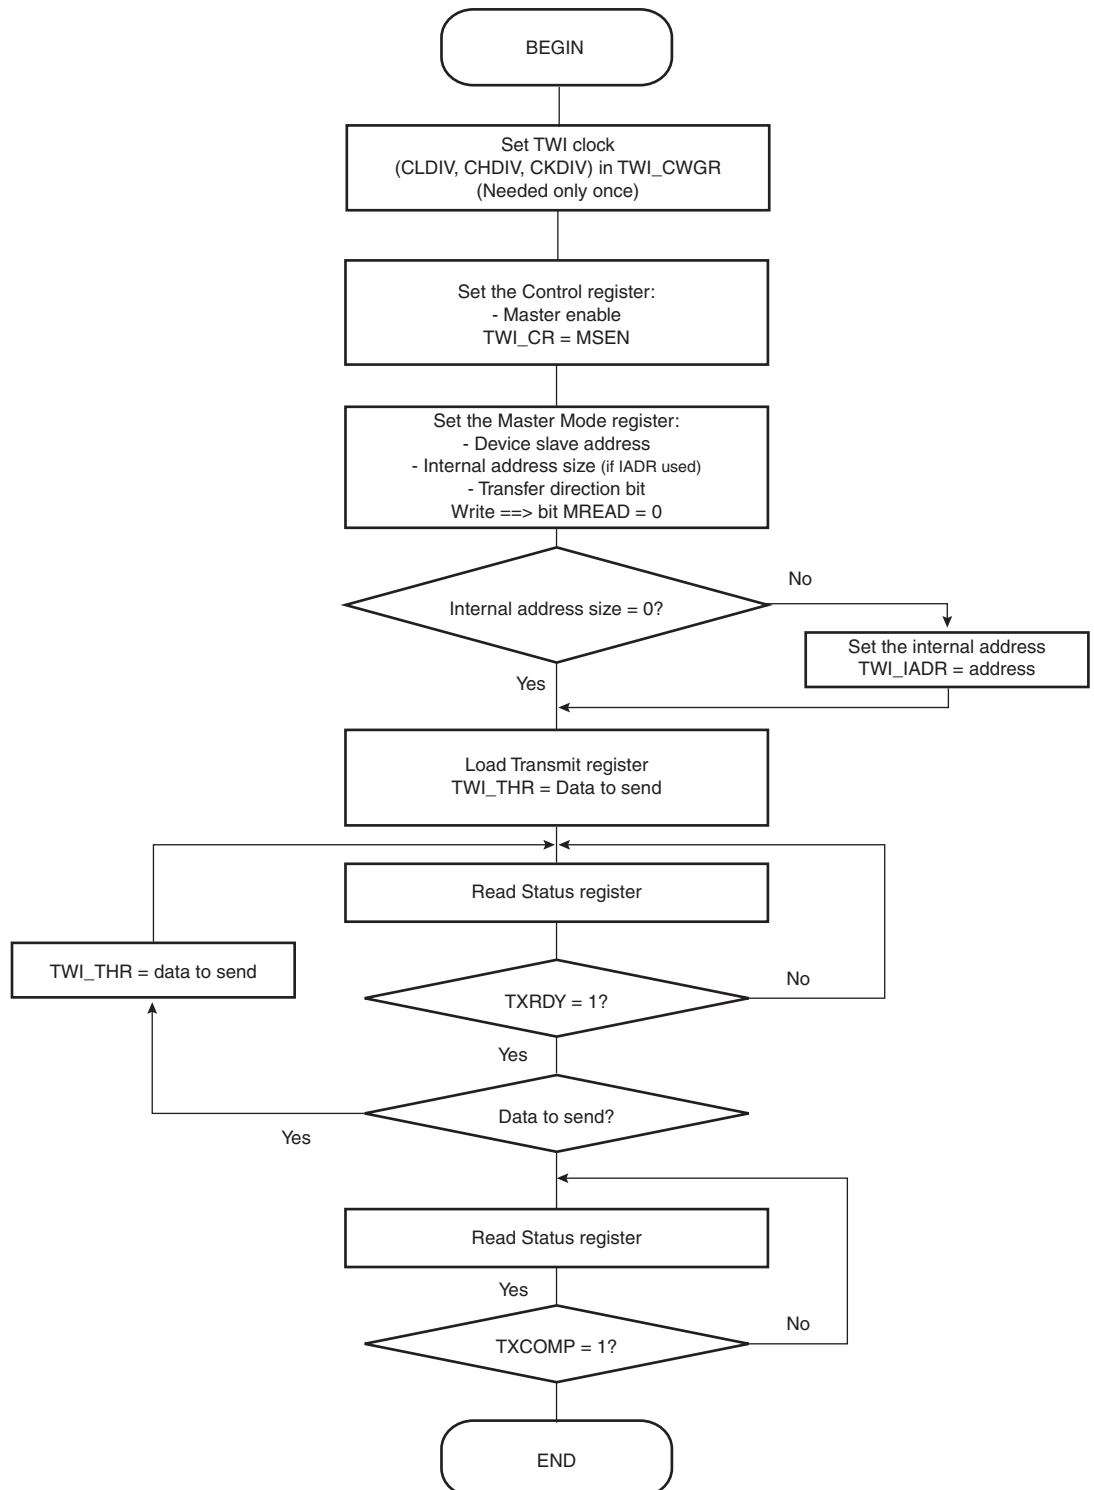 BEGIN
Set TWI clock
(CLDIV, CHDIV, CKDIV) in TWI_CWGR
(Needed only once)
Set the Control register:
- Master enable
TWI_CR = MSEN
Set the Master Mode register:
- Device slave address
- Internal address size (if IADR used)
- Transfer direction bit
Write ==> bit MREAD = 0
No
Internal address size = 0?
Set the internal address
TWI_IADR = address
Yes
Load Transmit register
TWI_THR = Data to send
Read Status register
TWI_THR = data to send
No
TXRDY = 1?
Yes
Data to send?
Yes
Read Status register
Yes
No
TXCOMP = 1?
END